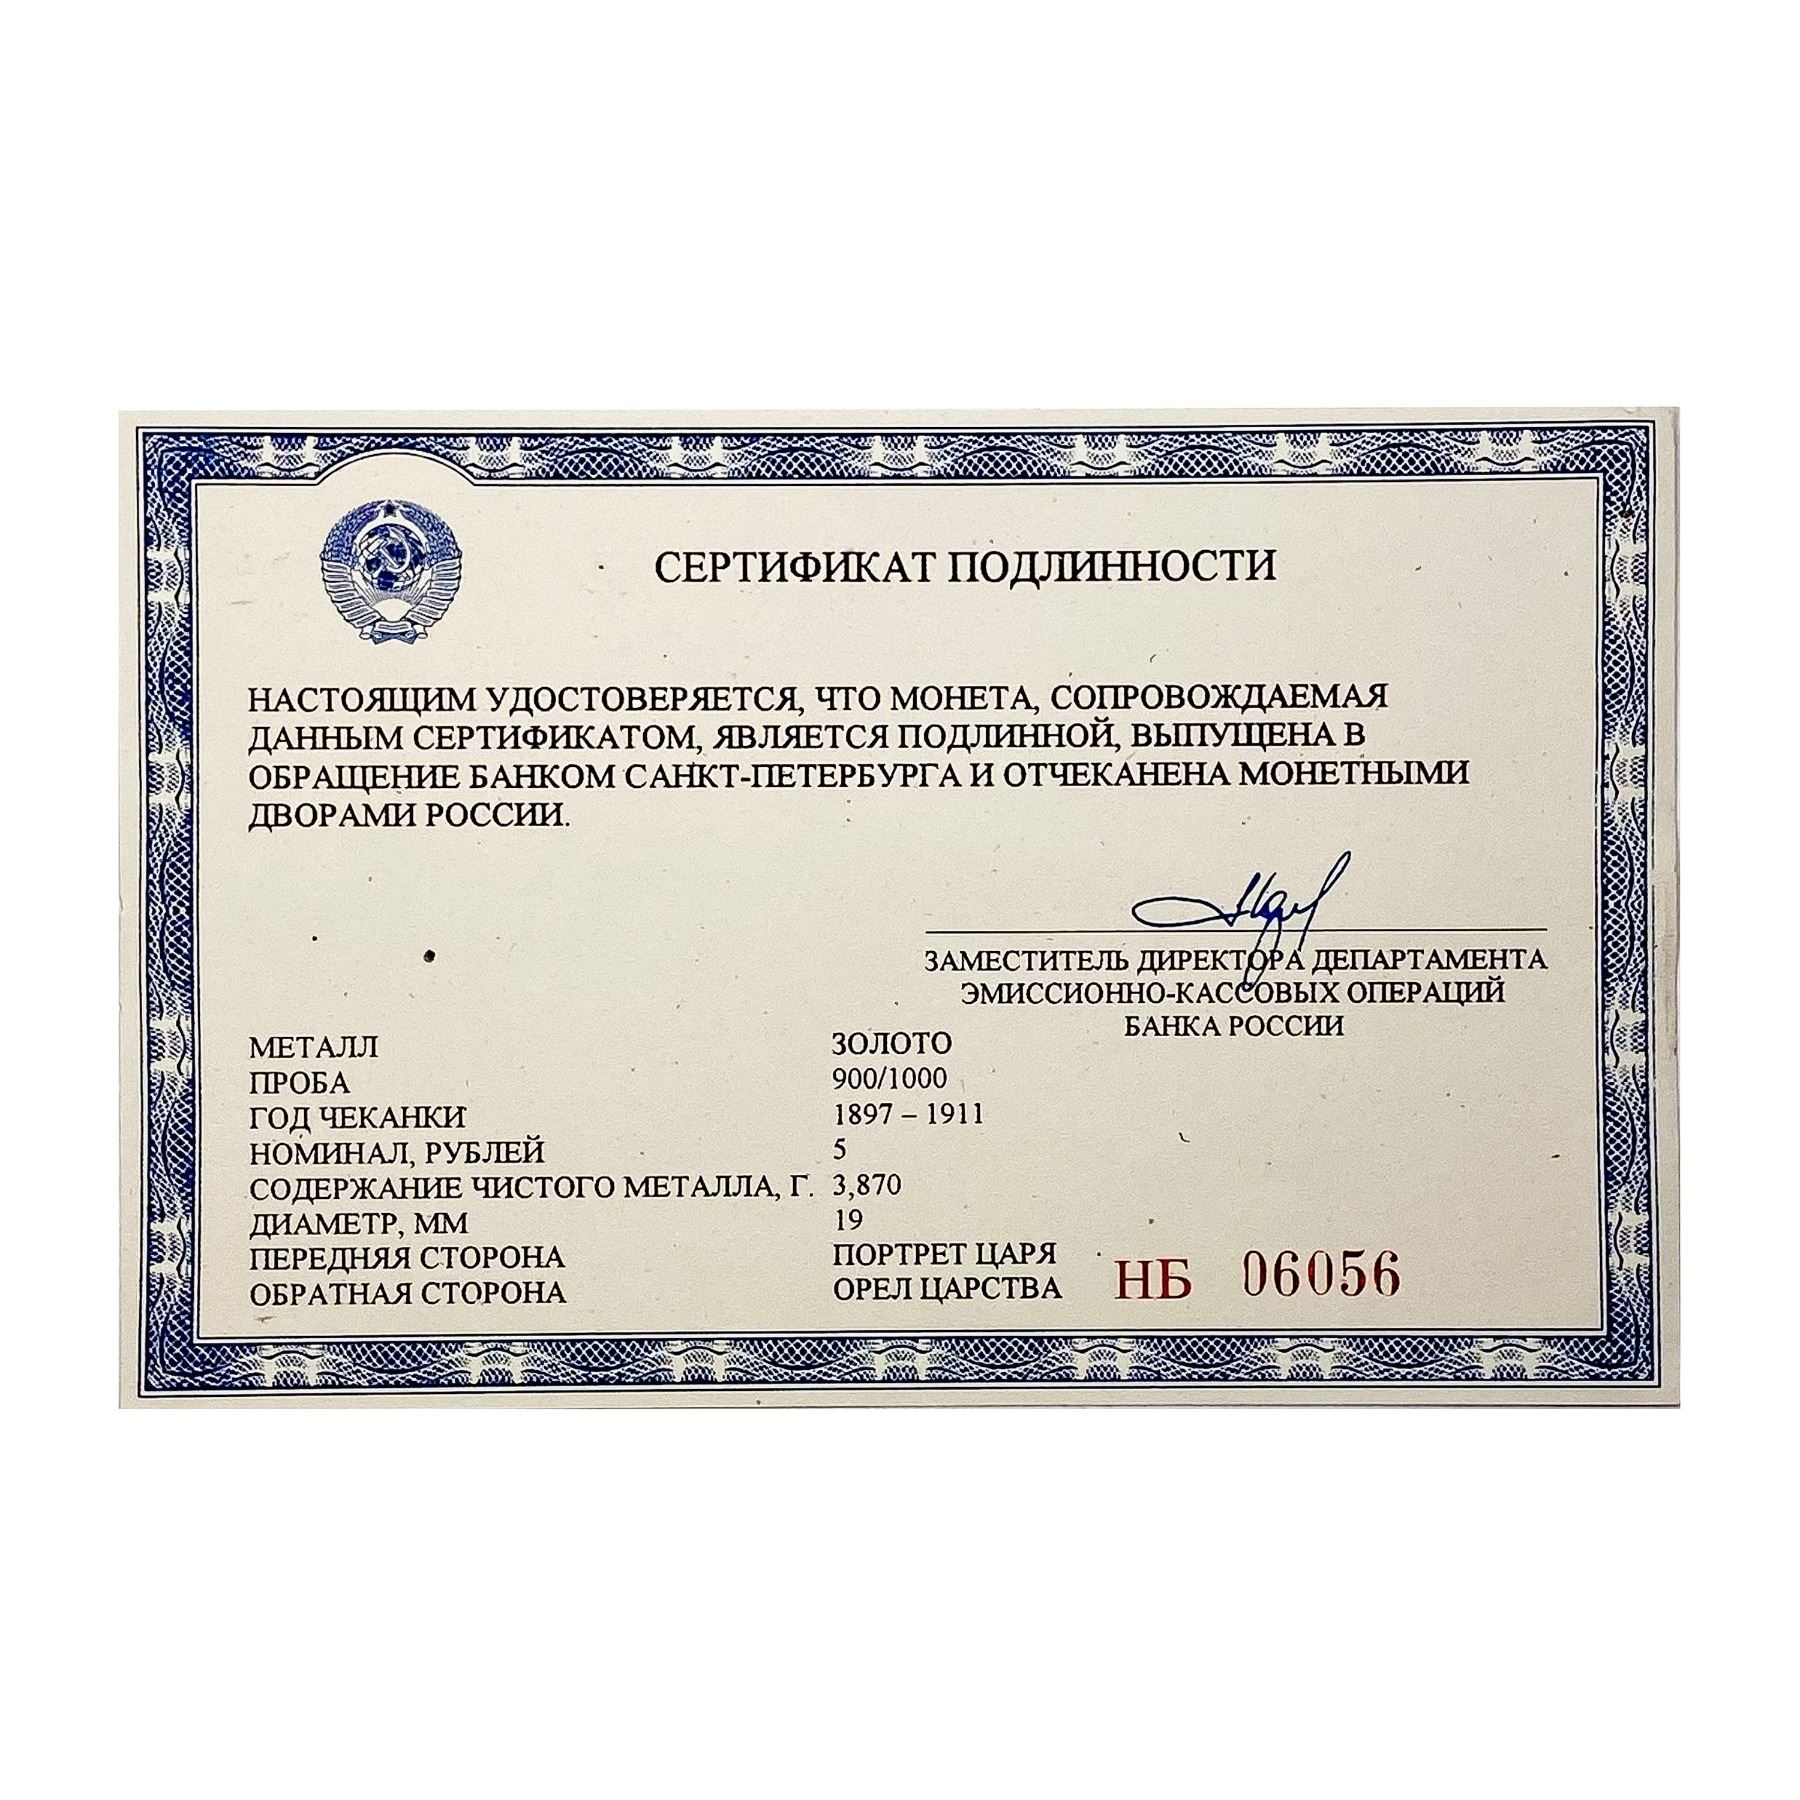 СЕРТИФИКАТ ПОДЛИННОСТИ
НАСТОЯЩИМ УДОСТОВЕРЯЕТСЯ, ЧТО МОНЕТА, СОПРОВОЖДАЕМАЯ
ДАННЫМ СЕРТИФИКАТОМ, ЯВЛЯЕТСЯ ПОДЛИННОЙ, ВЫПУЩЕНА В
ОБРАЩЕНИЕ БАНКОМ САНКТ-ПЕТЕРБУРГА И ОТЧЕКАНЕНА МОНЕТНЫМИ
ДВОРАМИ РОССИИ.
ЗАМЕСТИТЕЛЬ ДИРЕКТОРА ДЕПАРТАМЕНТА
ЭМИССИОННО-КАССОВЫХ ОПЕРАЦИЙ
БАНКА РОССИИ
МЕТАЛЛ ЗОЛОТО
ПРОБА 900/1000
ГОД ЧЕКАНКИ 1897 – 1911
НОМИНАЛ, РУБЛЕЙ 5
СОДЕРЖАНИЕ ЧИСТОГО МЕТАЛЛА, Г. 3,870
ДИАМЕТР, ММ 19
ПЕРЕДНЯЯ СТОРОНА ПОРТРЕТ ЦАРЯ
ОБРАТНАЯ СТОРОНА ОРЕЛ ЦАРСТВА
НБ 06056